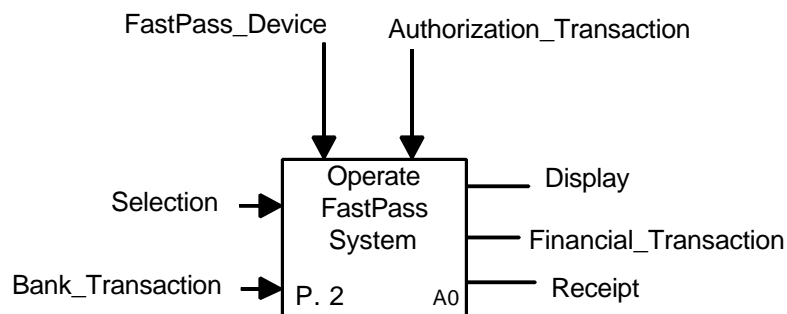 FastPass_Device
Authorization_Transaction
Operate
FastPass
System
Selection
Bank_Transaction
Display
Financial_Transaction
Receipt
P. 2
A0